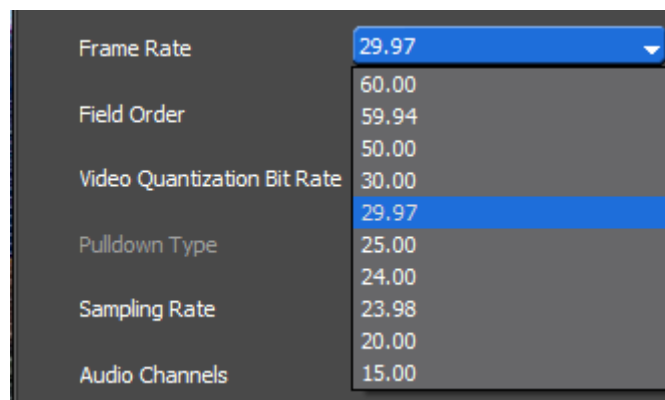 Frame Rate 29.97
60.00
Field Order 59.94
50.00
Video Quantization Bit Rate 30.00
29.97
Pulldown Type 25.00
24.00
Sampling Rate 23.98
20.00
Audio Channels 15.00